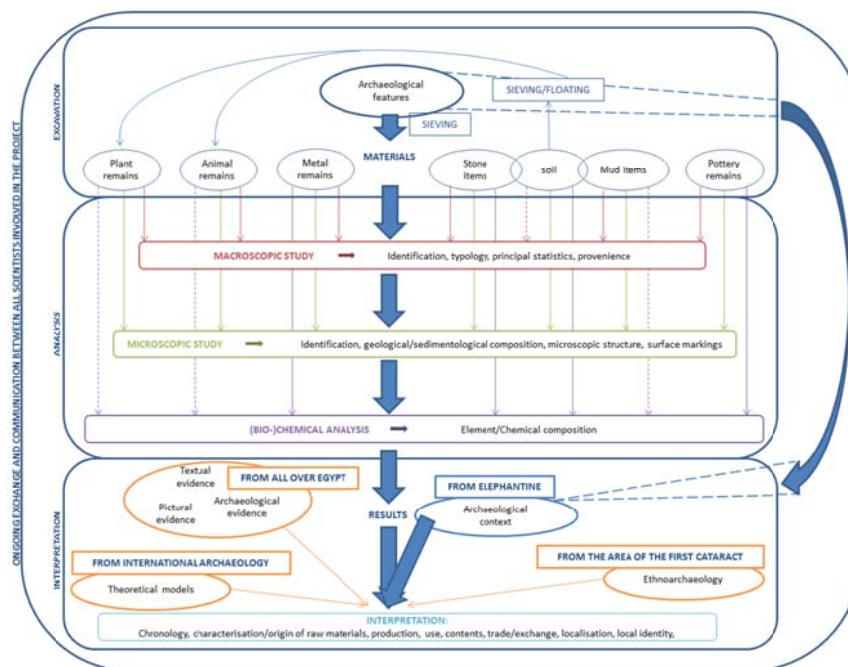 ONGOING EXCHANGE AND COMMUNICATION BETWEEN ALL SCIENTISTS INVOLVED IN THE PROJECT
EXCAVATION
Archaeological
features
SIEVING/FLOATING
SIEVING
MATERIALS
Plant
remains
Animal
remains
Metal
remains
Stone
items
soil
Mud items
Pottery
remains
ANALYSIS
MACROSCOPIC STUDY
Identification, typology, principal statistics, provenience
MICROSCOPIC STUDY
Identification, geological/sedimentological composition, microscopic structure, surface markings
(BIO-)CHEMICAL ANALYSIS
Element/Chemical composition
INTERPRETATION
Textual
evidence
FROM ALL OVER EGYPT
Pictural
evidence
Archaeological
evidence
RESULTS
FROM ELEPHANTINE
Archaeological
context
FROM INTERNATIONAL ARCHAEOLOGY
Theoretical models
FROM THE AREA OF THE FIRST CATARACT
Ethnoarchaeology
INTERPRETATION:
Chronology, characterisation/origin of raw materials, production, use, contents, trade/exchange, localisation, local identity,